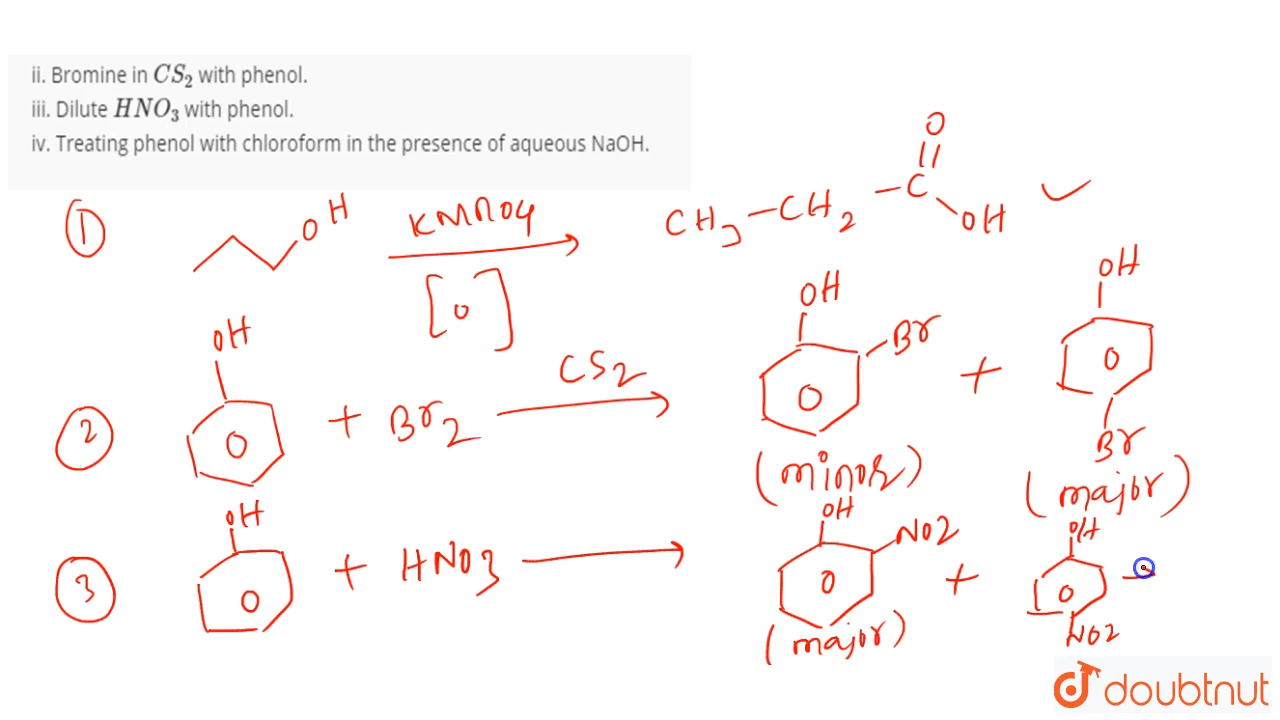 ii. Bromine in CS₂ with phenol.
iii. Dilute HNO₃ with phenol.
iv. Treating phenol with chloroform in the presence of aqueous NaOH.
① OH KMnO4 [O] CH3-CH2-C O OH
② OH + Br2 CS2 OH Br (minor) + OH Br (major)
③ OH + HNO3 OH NO2 (major) + OH NO2
doubtnut